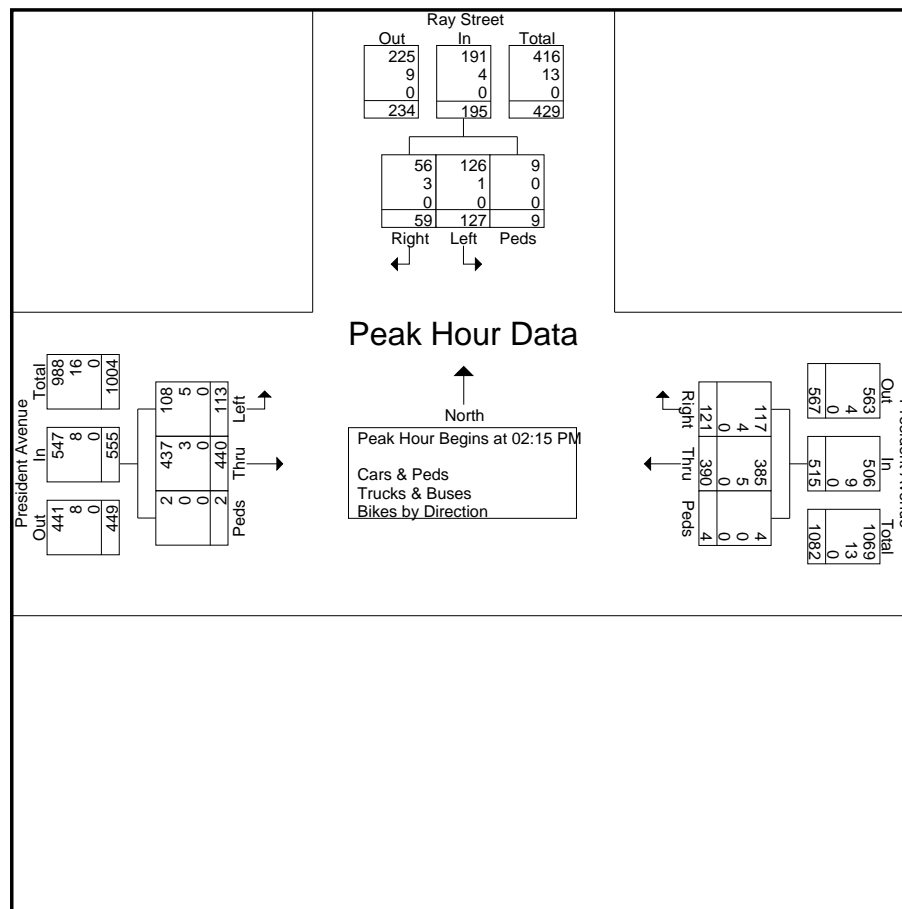 Ray Street
Out In Total
225 191 416
9 4 13
0 0 0
234 195 429
56 126 9
3 1 0
0 0 0
59 127 9
Right Left Peds
Peak Hour Data
North
Peak Hour Begins at 02:15 PM
Cars & Peds
Trucks & Buses
Bikes by Direction
President Avenue
Out In Total
441 547 988
8 8 16
0 0 0
449 555 1004
Peds Thru Left
2 437 108
0 3 5
0 0 0
2 440 113
Out In Total
563 506 1069
4 9 13
0 0 0
567 515 1082
117 385 4
4 5 0
0 0 0
121 390 4
Right Thru Peds